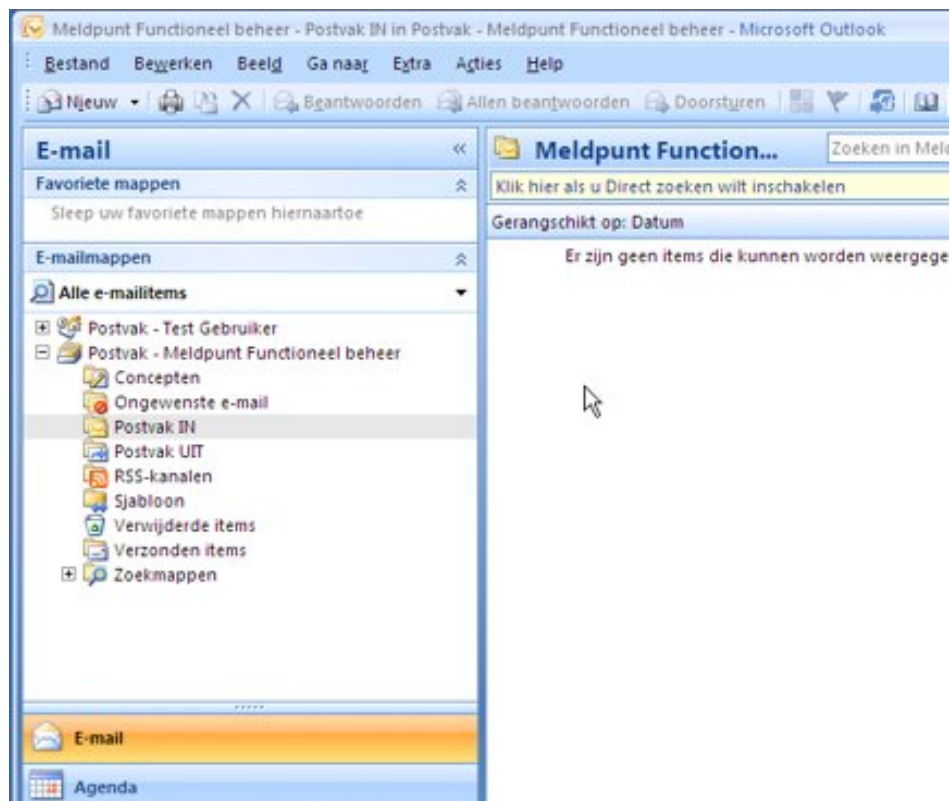 Meldpunt Functioneel beheer - Postvak IN in Postvak - Meldpunt Functioneel beheer - Microsoft Outlook
Bestand Bewerken Beeld Ga naar Extra Acties Help
Nieuw Beantwoorden Allen beantwoorden Doorsturen
E-mail
Favoriete mappen
Sleep uw favoriete mappen hiernaartoe
E-mailmappen
Alle e-mailitems
Postvak - Test Gebruiker
Postvak - Meldpunt Functioneel beheer
Concepten
Ongewenste e-mail
Postvak IN
Postvak UIT
RSS-kanalen
Sjabloon
Verwijderde items
Verzonden items
Zoekmappen
E-mail
Agenda
Meldpunt Function...
Zoeken in Meld
Klik hier als u Direct zoeken wilt inschakelen
Gerangschikt op: Datum
Er zijn geen items die kunnen worden weergege